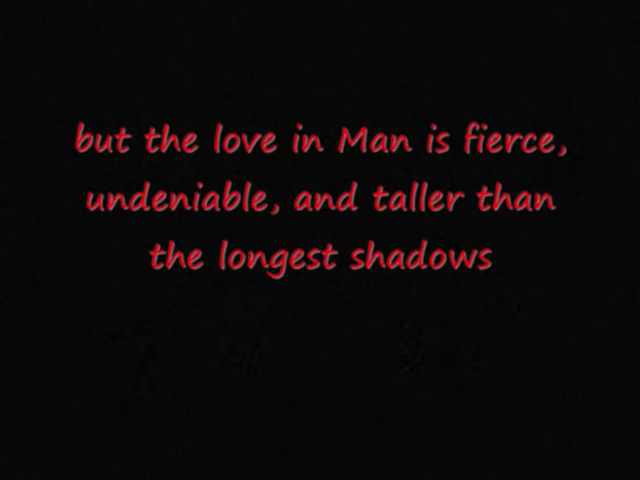 but the love in Man is fierce,
undeniable, and taller than
the longest shadows